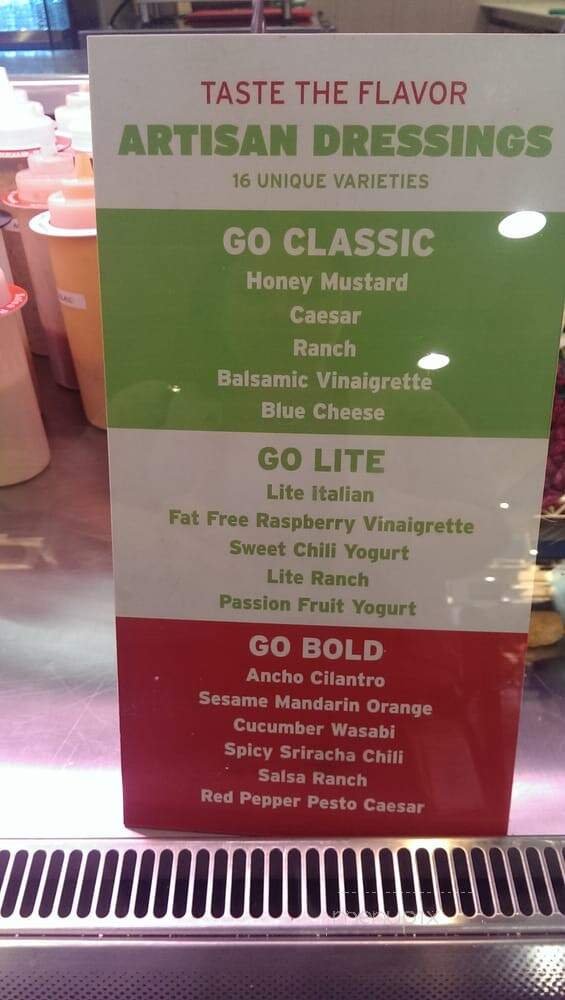 TASTE THE FLAVOR
ARTISAN DRESSINGS
16 UNIQUE VARIETIES
GO CLASSIC
Honey Mustard
Caesar
Ranch
Balsamic Vinaigrette
Blue Cheese
GO LITE
Lite Italian
Fat Free Raspberry Vinaigrette
Sweet Chili Yogurt
Lite Ranch
Passion Fruit Yogurt
GO BOLD
Ancho Cilantro
Sesame Mandarin Orange
Cucumber Wasabi
Spicy Sriracha Chili
Salsa Ranch
Red Pepper Pesto Caesar